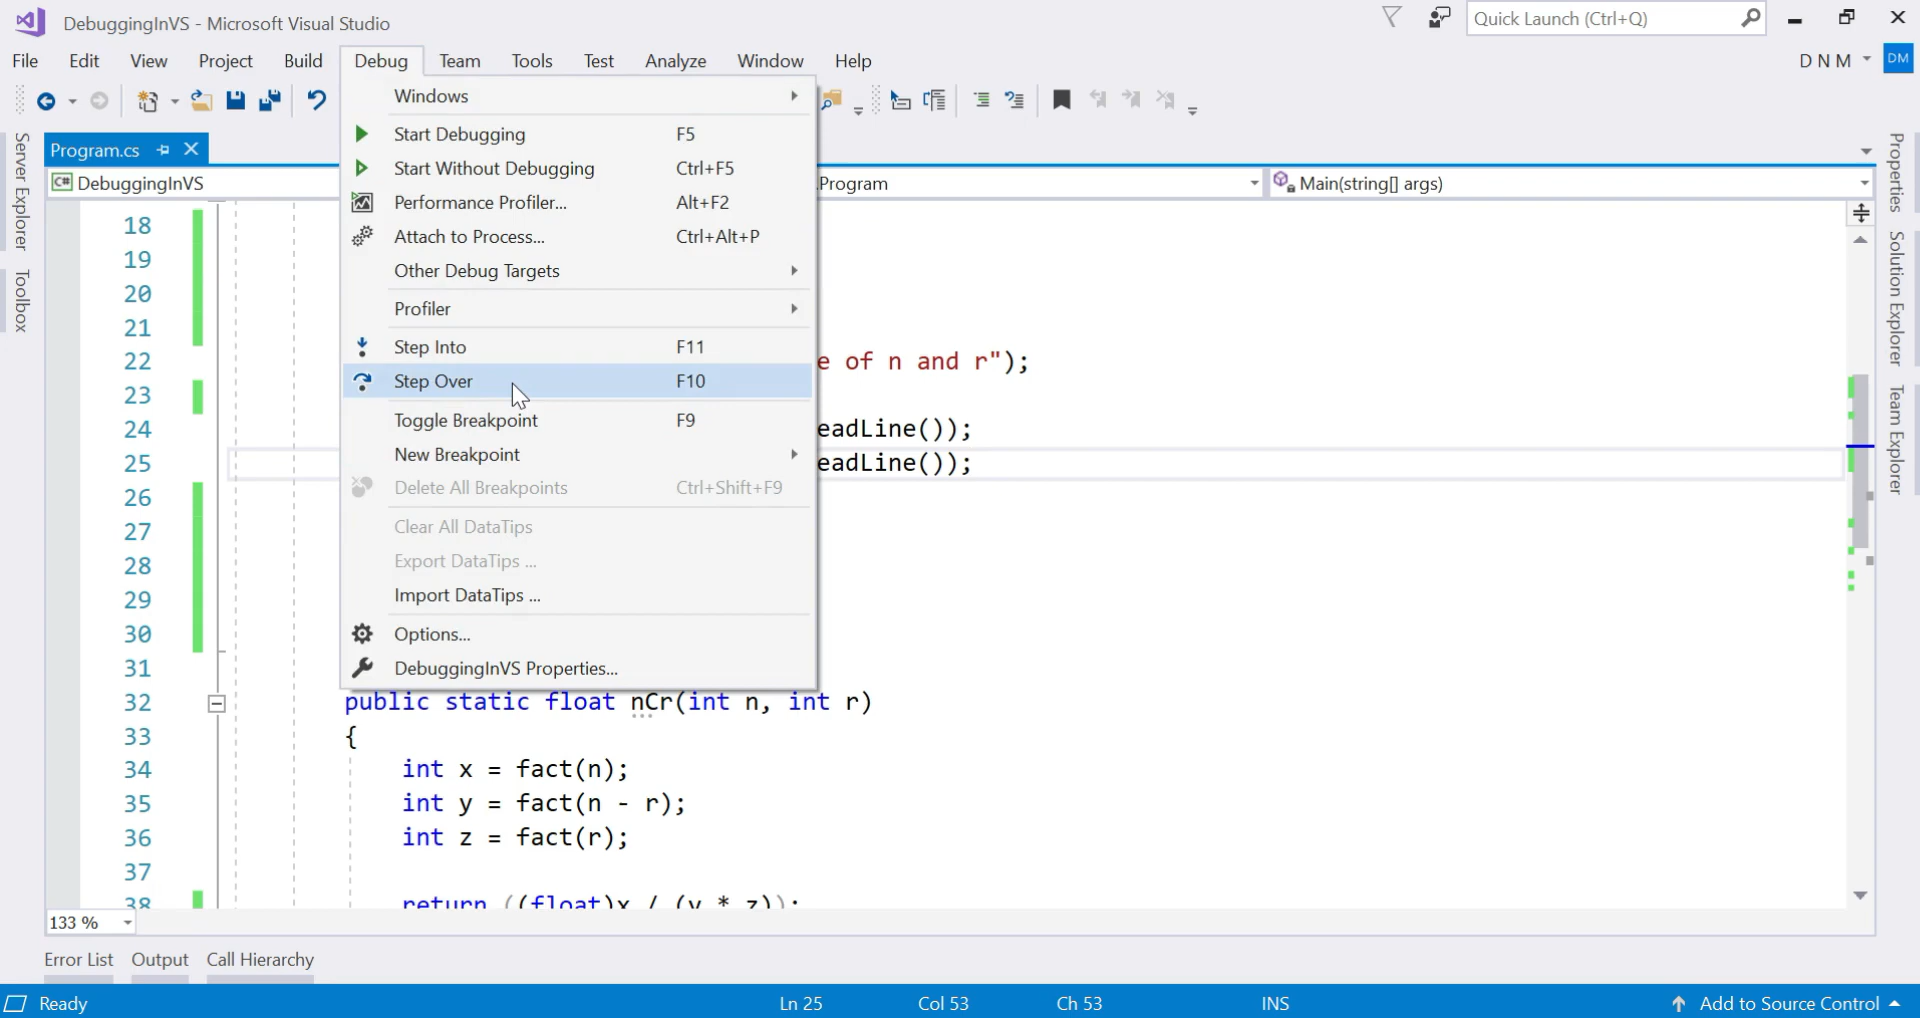 DebuggingInVS - Microsoft Visual Studio
Quick Launch (Ctrl+Q)
File Edit View Project Build Debug Team Tools Test Analyze Window Help
D N M DM
Program.cs
DebuggingInVS .Program Main(string[] args)
Windows
Start Debugging F5
Start Without Debugging Ctrl+F5
Performance Profiler... Alt+F2
Attach to Process... Ctrl+Alt+P
Other Debug Targets
Profiler
Step Into F11
Step Over F10
Toggle Breakpoint F9
New Breakpoint
Delete All Breakpoints Ctrl+Shift+F9
Clear All DataTips
Export DataTips ...
Import DataTips ...
Options...
DebuggingInVS Properties...
Server Explorer
Toolbox
Properties
Solution Explorer
Team Explorer
18
19
20
21
22 e of n and r");
23
24 eadLine());
25 eadLine());
26
27
28
29
30
31
32 public static float nCr(int n, int r)
33 {
34 int x = fact(n);
35 int y = fact(n - r);
36 int z = fact(r);
37
38 return ((float)x / (y * z));
133 %
Error List Output Call Hierarchy
Ready Ln 25 Col 53 Ch 53 INS Add to Source Control